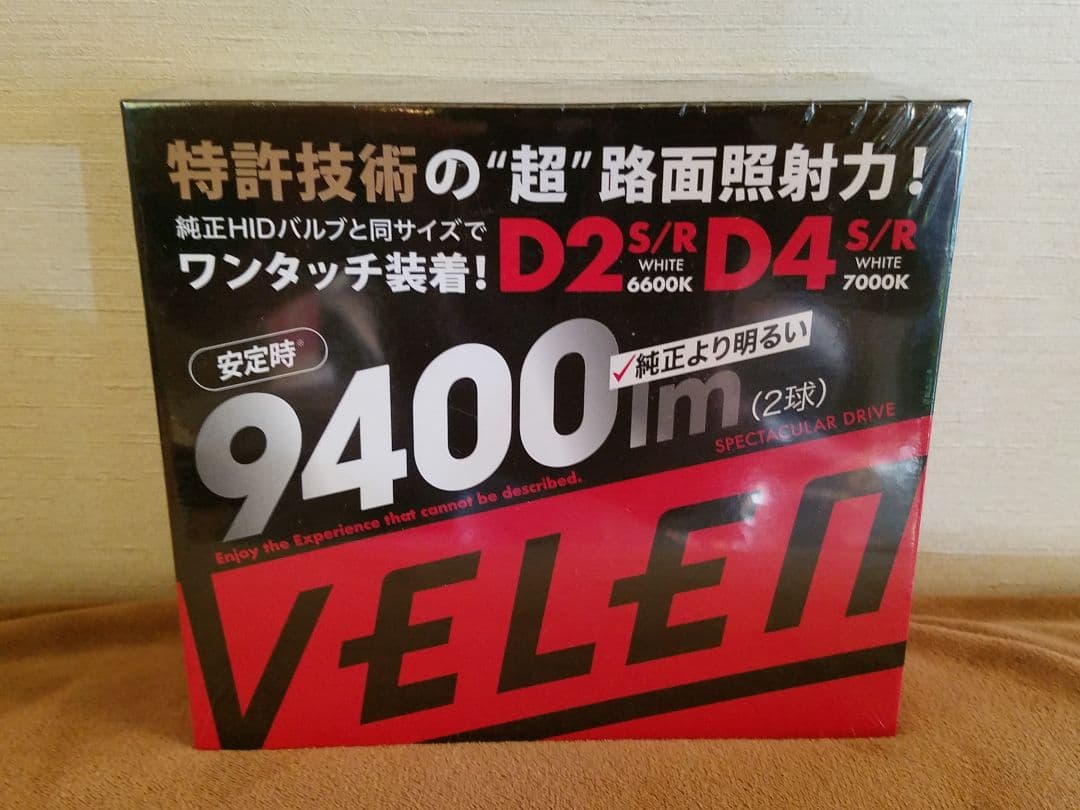 特許技術の“超”路面照射力!
純正HIDバルブと同サイズで
ワンタッチ装着!
D2 S/R WHITE 6600K
D4 S/R WHITE 7000K
安定時※
✓純正より明るい
9400lm(2球)
SPECTACULAR DRIVE
Enjoy the Experience that cannot be described.
VELEN